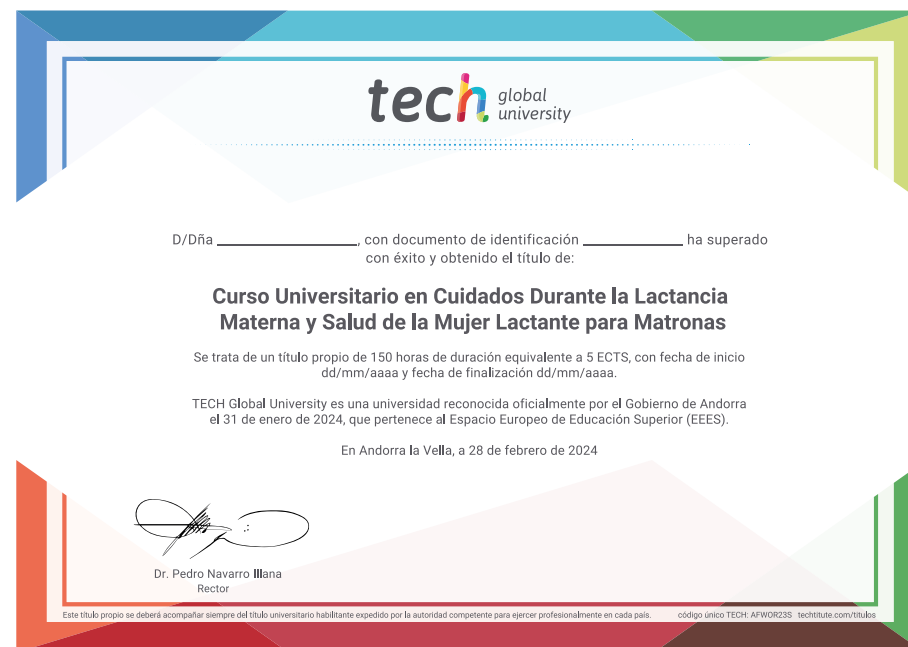 tech global university
D/Dña ____________________, con documento de identificación ______________ ha superado
con éxito y obtenido el título de:
Curso Universitario en Cuidados Durante la Lactancia
Materna y Salud de la Mujer Lactante para Matronas
Se trata de un título propio de 150 horas de duración equivalente a 5 ECTS, con fecha de inicio
dd/mm/aaaa y fecha de finalización dd/mm/aaaa.
TECH Global University es una universidad reconocida oficialmente por el Gobierno de Andorra
el 31 de enero de 2024, que pertenece al Espacio Europeo de Educación Superior (EEES).
En Andorra la Vella, a 28 de febrero de 2024
Dr. Pedro Navarro Illana
Rector
Este título propio se deberá acompañar siempre del título universitario habilitante expedido por la autoridad competente para ejercer profesionalmente en cada país. código único TECH: AFWOR23S techtitute.com/titulos